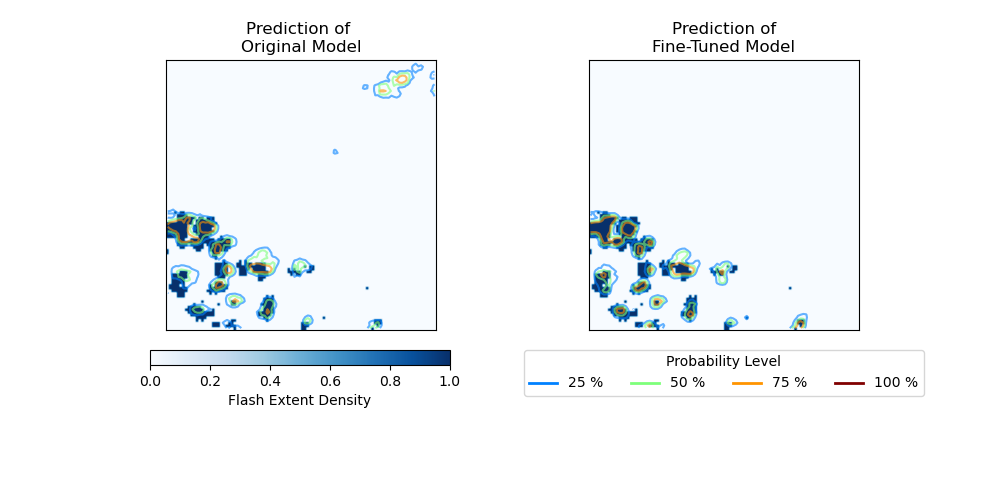 Prediction of
Original Model
Prediction of
Fine-Tuned Model
0.0 0.2 0.4 0.6 0.8 1.0
Flash Extent Density
Probability Level
25 % 50 % 75 % 100 %